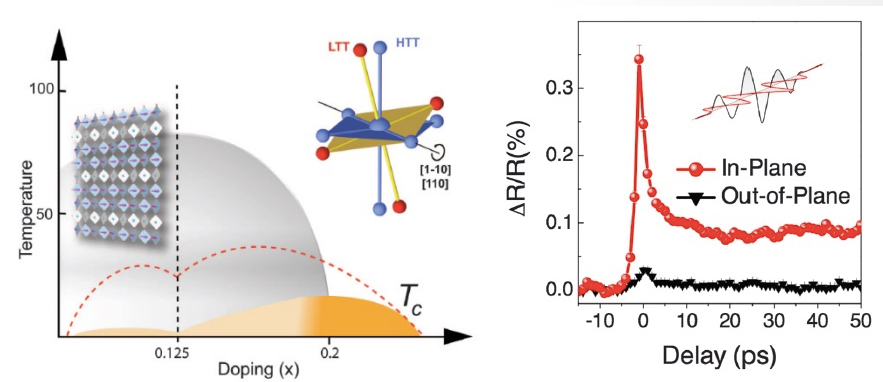 LTT
HTT
100
50
Temperature
[1-10]
[110]
Tc
0.125
0.2
Doping (x)
ΔR/R(%)
0.3
0.2
0.1
0.0
In-Plane
Out-of-Plane
-10
0
10
20
30
40
50
Delay (ps)